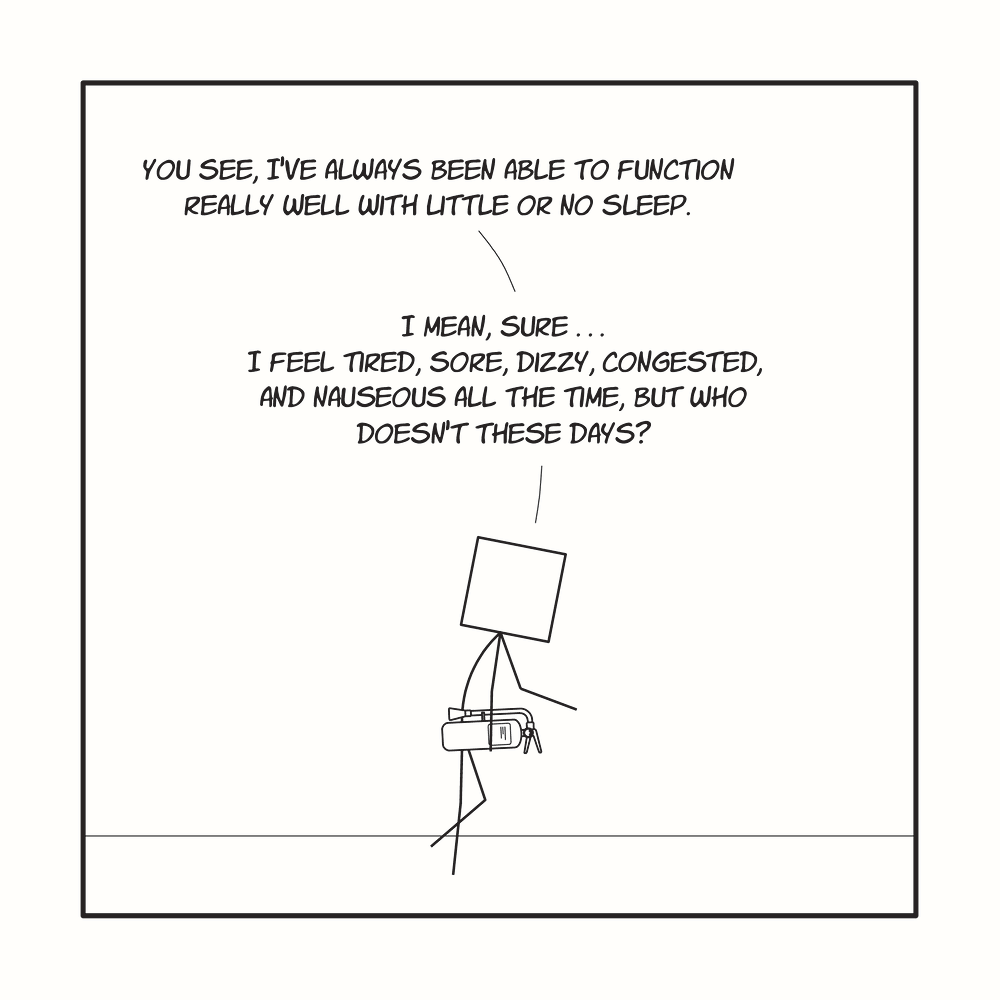 YOU SEE, I'VE ALWAYS BEEN ABLE TO FUNCTION
REALLY WELL WITH LITTLE OR NO SLEEP.
I MEAN, SURE . . .
I FEEL TIRED, SORE, DIZZY, CONGESTED,
AND NAUSEOUS ALL THE TIME, BUT WHO
DOESN'T THESE DAYS?